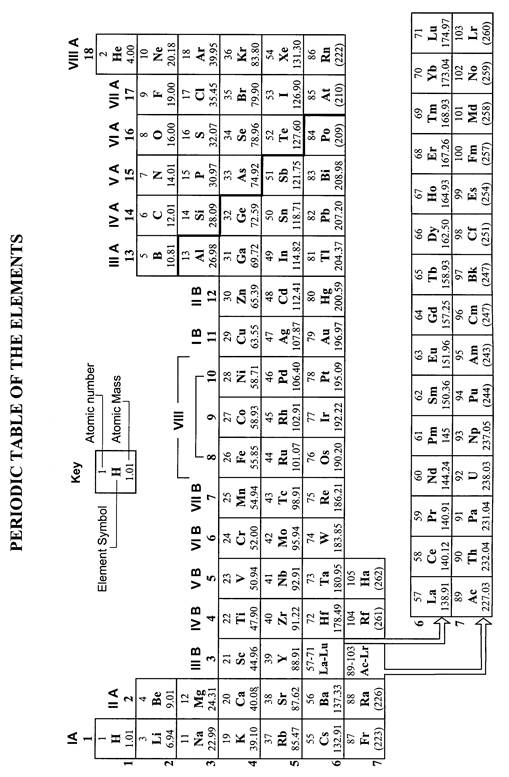 PERIODIC TABLE OF THE ELEMENTS
Key
1 Atomic number
H
1.01 Atomic Mass
Element Symbol
IA VIII A
1 II A III A IV A V A VI A VII A 18
2 III B IV B V B VI B VII B VIII I B II B 13 14 15 16 17
3 4 5 6 7 8 9 10 11 12
1 1 2
H He
1.01 4.00
2 3 4 5 6 7 8 9 10
Li Be B C N O F Ne
6.94 9.01 10.81 12.01 14.01 16.00 19.00 20.18
3 11 12 13 14 15 16 17 18
Na Mg Al Si P S Cl Ar
22.99 24.31 26.98 28.09 30.97 32.07 35.45 39.95
4 19 20 21 22 23 24 25 26 27 28 29 30 31 32 33 34 35 36
K Ca Sc Ti V Cr Mn Fe Co Ni Cu Zn Ga Ge As Se Br Kr
39.10 40.08 44.96 47.90 50.94 52.00 54.94 55.85 58.93 58.71 63.55 65.39 69.72 72.59 74.92 78.96 79.90 83.80
5 37 38 39 40 41 42 43 44 45 46 47 48 49 50 51 52 53 54
Rb Sr Y Zr Nb Mo Tc Ru Rh Pd Ag Cd In Sn Sb Te I Xe
85.47 87.62 88.91 91.22 92.91 95.94 98.91 101.07 102.91 106.40 107.87 112.41 114.82 118.71 121.75 127.60 126.90 131.30
6 55 56 57-71 72 73 74 75 76 77 78 79 80 81 82 83 84 85 86
Cs Ba La-Lu Hf Ta W Re Os Ir Pt Au Hg Tl Pb Bi Po At Rn
132.91 137.33 178.49 180.95 183.85 186.21 190.20 192.22 195.09 196.97 200.59 204.37 207.20 208.98 (209) (210) (222)
7 87 88 89-103 104 105
Fr Ra Ac-Lr Rf Ha
(223) (226) (261) (262)
6 57 58 59 60 61 62 63 64 65 66 67 68 69 70 71
La Ce Pr Nd Pm Sm Eu Gd Tb Dy Ho Er Tm Yb Lu
138.91 140.12 140.91 144.24 145 150.36 151.96 157.25 158.93 162.50 164.93 167.26 168.93 173.04 174.97
7 89 90 91 92 93 94 95 96 97 98 99 100 101 102 103
Ac Th Pa U Np Pu Am Cm Bk Cf Es Fm Md No Lr
227.03 232.04 231.04 238.03 237.05 (244) (243) (247) (247) (251) (254) (257) (258) (259) (260)